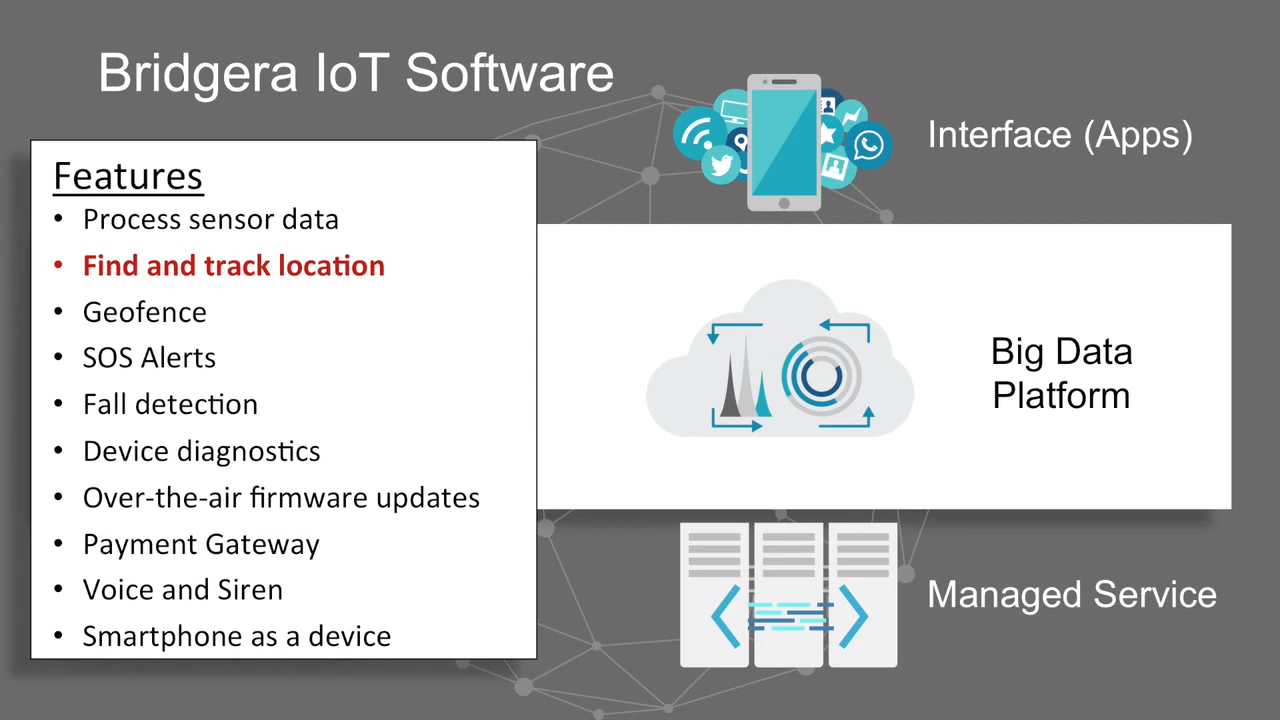 Bridgera IoT Software
Features
• Process sensor data
• Find and track location
• Geofence
• SOS Alerts
• Fall detection
• Device diagnostics
• Over-the-air firmware updates
• Payment Gateway
• Voice and Siren
• Smartphone as a device
Interface (Apps)
Big Data
Platform
Managed Service